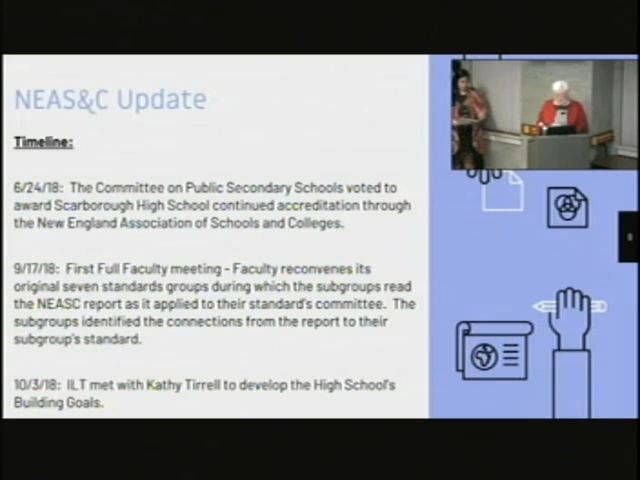 NEAS&C Update
Timeline:
6/24/18: The Committee on Public Secondary Schools voted to
award Scarborough High School continued accreditation through
the New England Association of Schools and Colleges.
9/17/18: First Full Faculty meeting - Faculty reconvenes its
original seven standards groups during which the subgroups read
the NEASC report as it applied to their standard's committee. The
subgroups identified the connections from the report to their
subgroup's standard.
10/3/18: ILT met with Kathy Tirrell to develop the High School's
Building Goals.